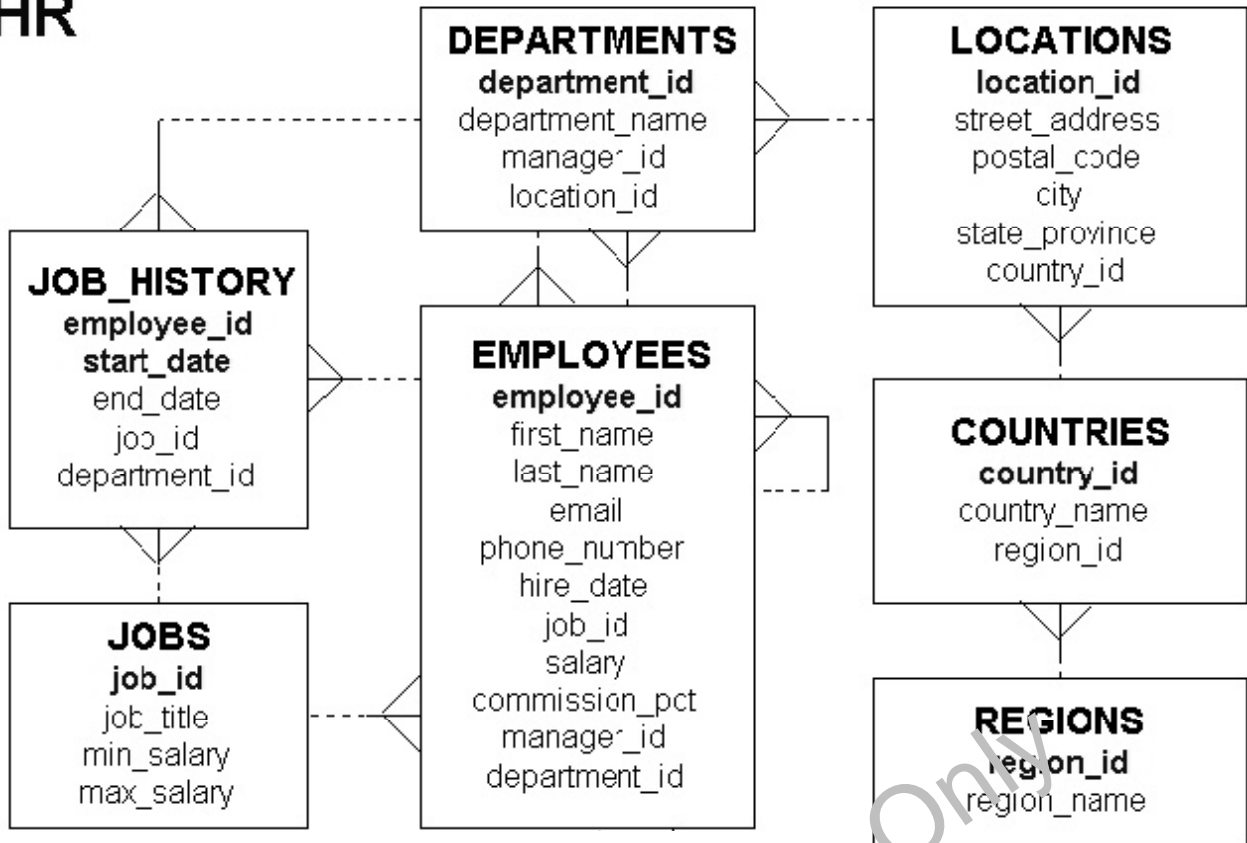 HR
DEPARTMENTS
department_id
department_name
manager_id
location_id
LOCATIONS
location_id
street_address
postal_code
city
state_province
country_id
JOB_HISTORY
employee_id
start_date
end_date
job_id
department_id
EMPLOYEES
employee_id
first_name
last_name
email
phone_number
hire_date
job_id
salary
commission_pct
manager_id
department_id
COUNTRIES
country_id
country_name
region_id
JOBS
job_id
job_title
min_salary
max_salary
REGIONS
region_id
region_name
Only